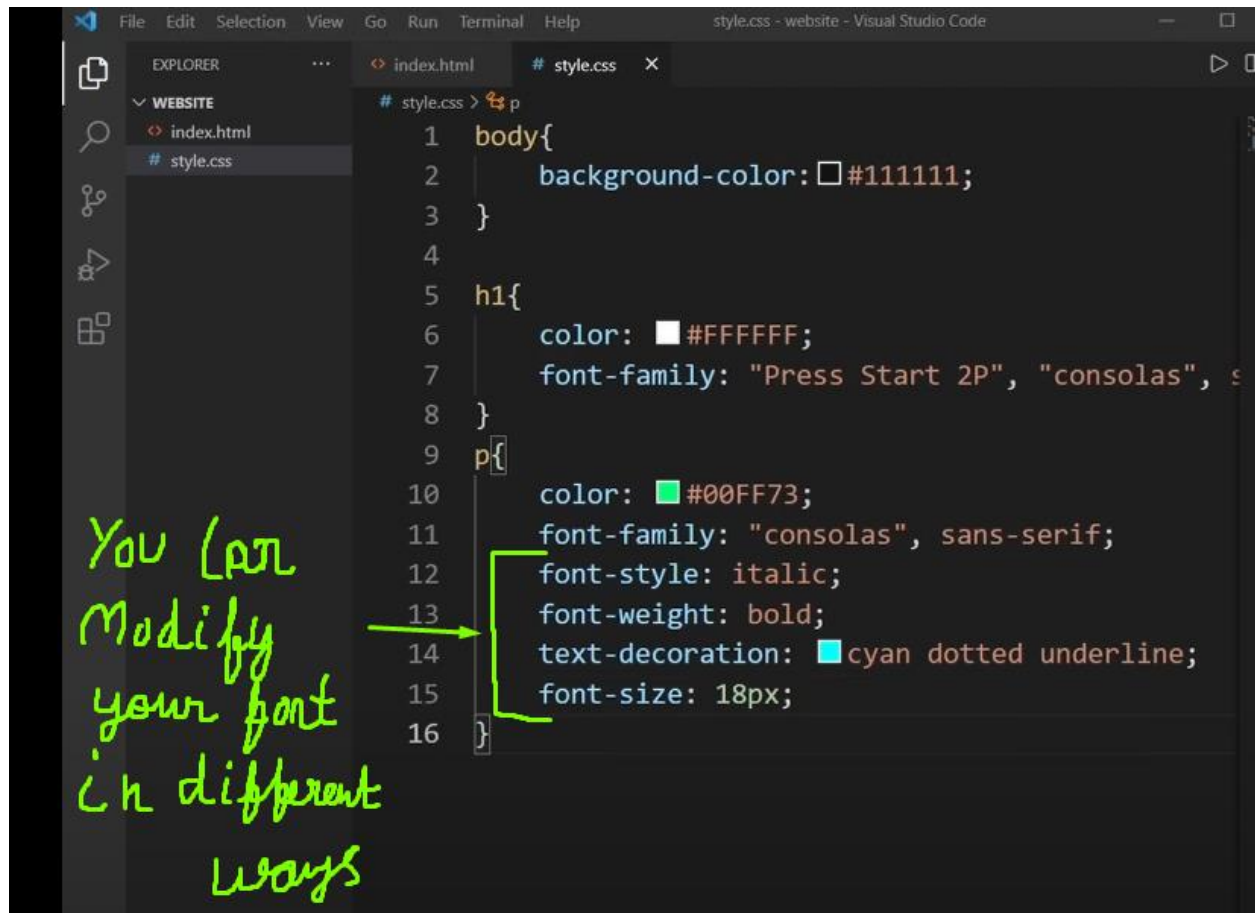 File Edit Selection View Go Run Terminal Help style.css - website - Visual Studio Code
EXPLORER ... index.html # style.css ×
WEBSITE # style.css > p
index.html
# style.css
1 body{
2 background-color: #111111;
3 }
4
5 h1{
6 color: #FFFFFF;
7 font-family: "Press Start 2P", "consolas", s
8 }
9 p{
10 color: #00FF73;
11 font-family: "consolas", sans-serif;
12 font-style: italic;
13 font-weight: bold;
14 text-decoration: cyan dotted underline;
15 font-size: 18px;
16 }
You Can
Modify
your font
in different
ways